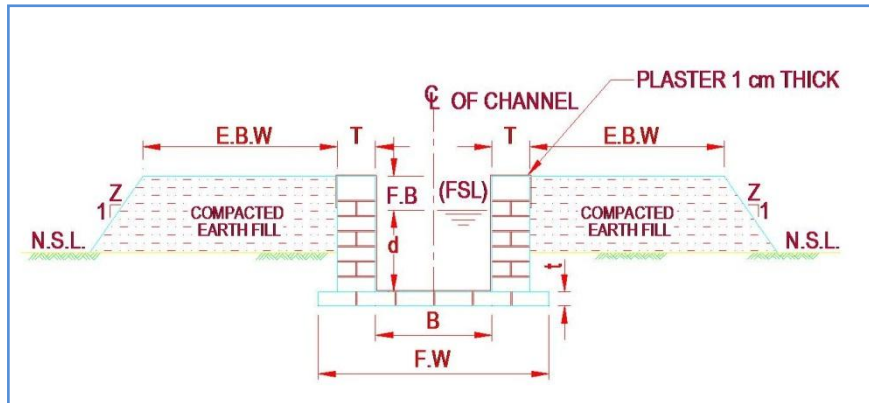 PLASTER 1 cm THICK
℄ OF CHANNEL
E.B.W T T E.B.W
F.B (FSL)
Z Z
1 COMPACTED COMPACTED 1
EARTH FILL EARTH FILL
N.S.L. d N.S.L.
t
B
F.W